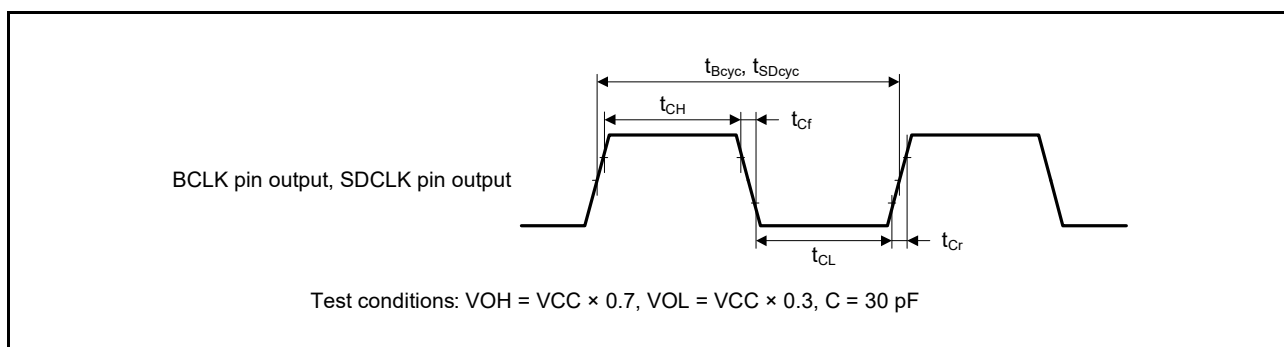 tBcyc, tSDcyc
tCH
tCf
BCLK pin output, SDCLK pin output
tCr
tCL
Test conditions: VOH = VCC × 0.7, VOL = VCC × 0.3, C = 30 pF